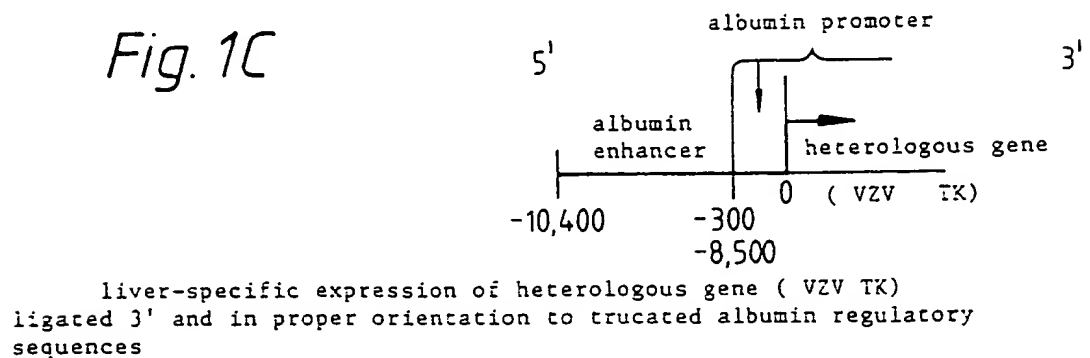 Fig. 1C
albumin promoter
5'
3'
albumin
enhancer
heterologous gene
-10,400
-300
-8,500
0
( VZV TK)
liver-specific expression of heterologous gene ( VZV TK)
ligated 3' and in proper orientation to trucated albumin regulatory
sequences